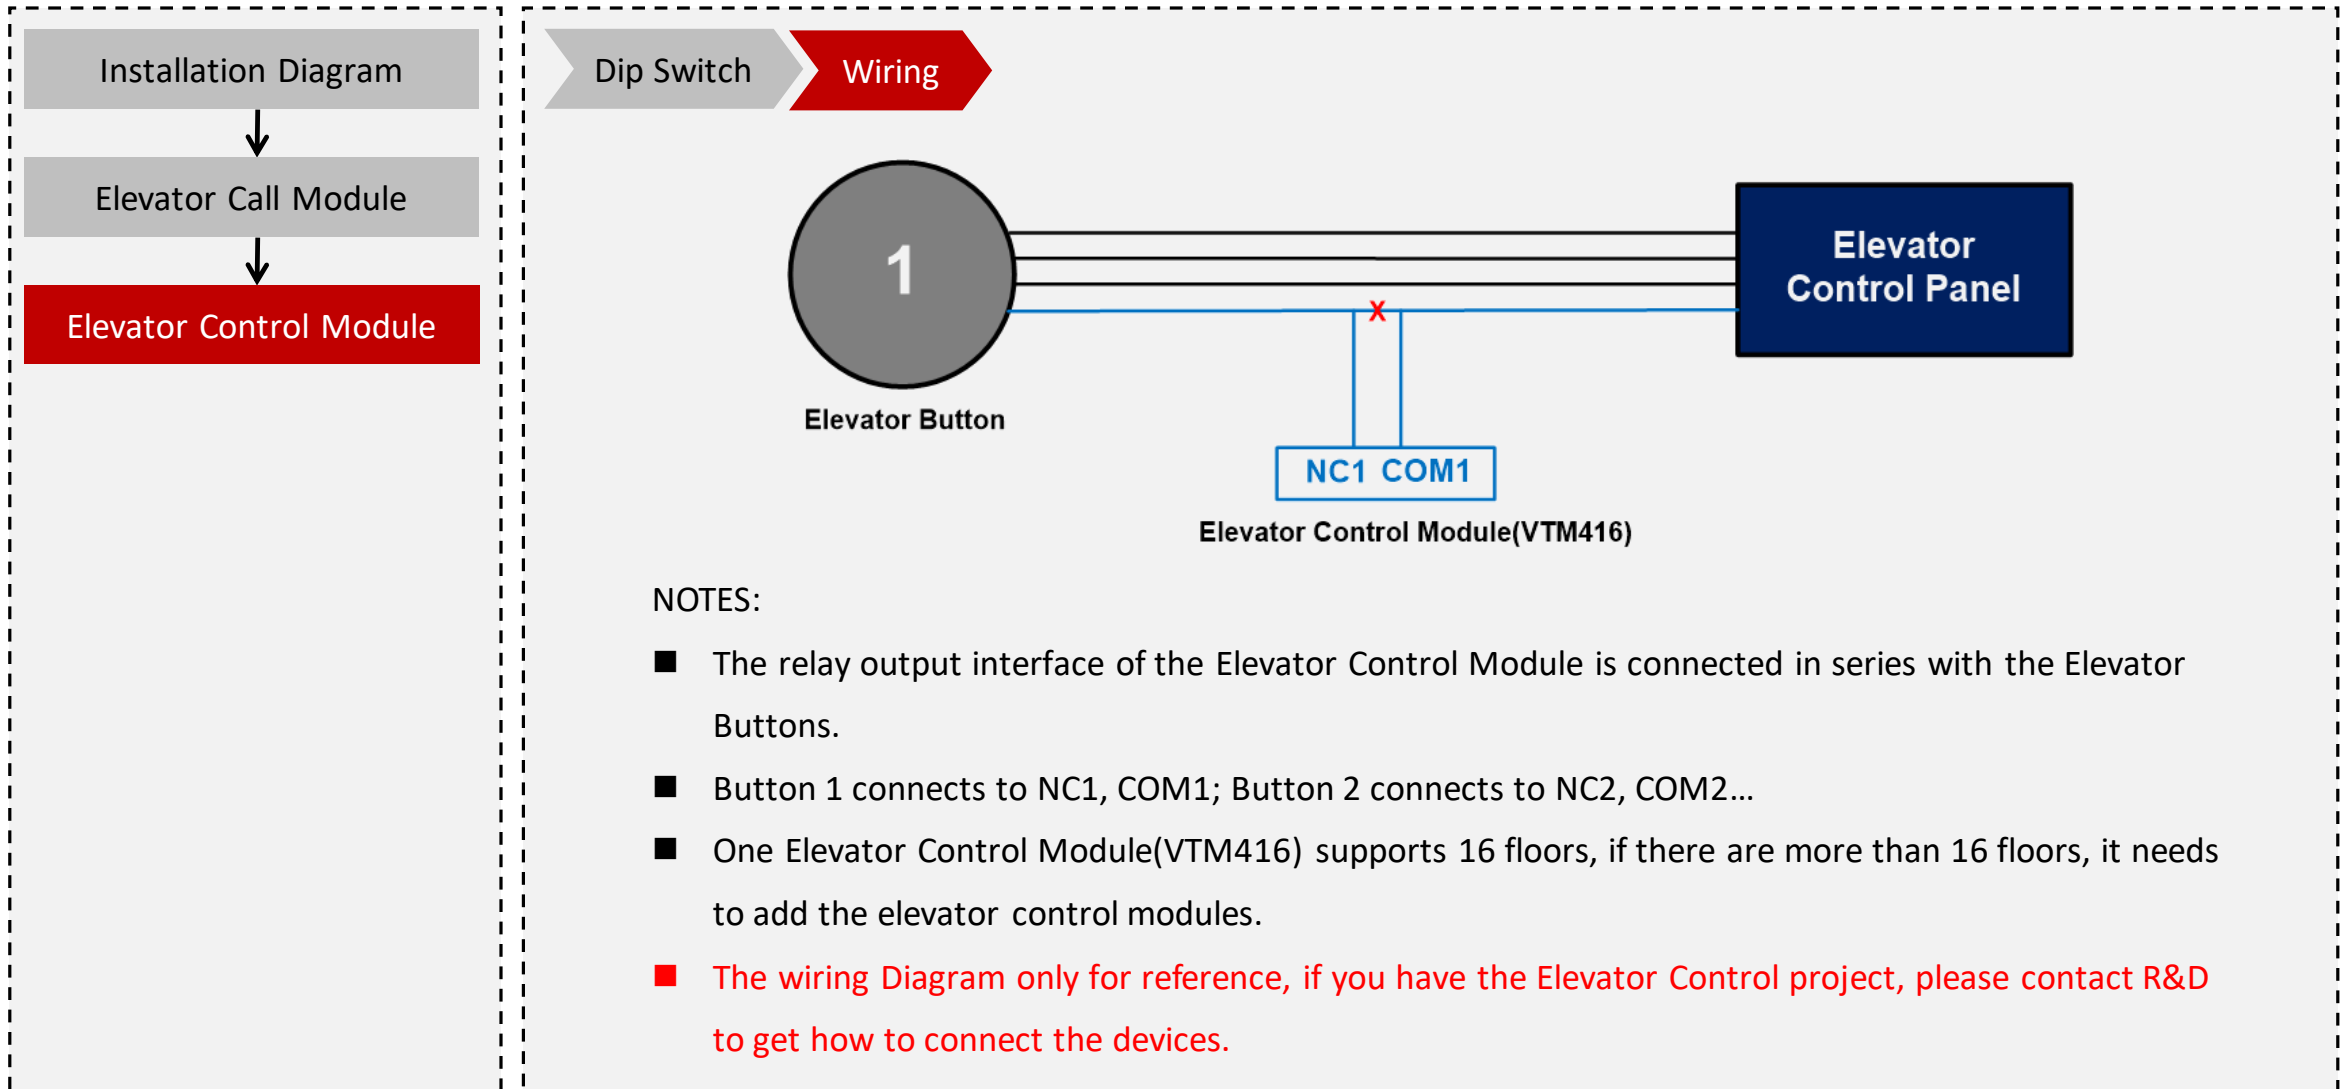 Installation Diagram
Elevator Call Module
Elevator Control Module
Dip Switch
Wiring
1
Elevator
Control Panel
X
Elevator Button
NC1 COM1
Elevator Control Module(VTM416)
NOTES:
The relay output interface of the Elevator Control Module is connected in series with the Elevator
Buttons.
Button 1 connects to NC1, COM1; Button 2 connects to NC2, COM2...
One Elevator Control Module(VTM416) supports 16 floors, if there are more than 16 floors, it needs
to add the elevator control modules.
The wiring Diagram only for reference, if you have the Elevator Control project, please contact R&D
to get how to connect the devices.